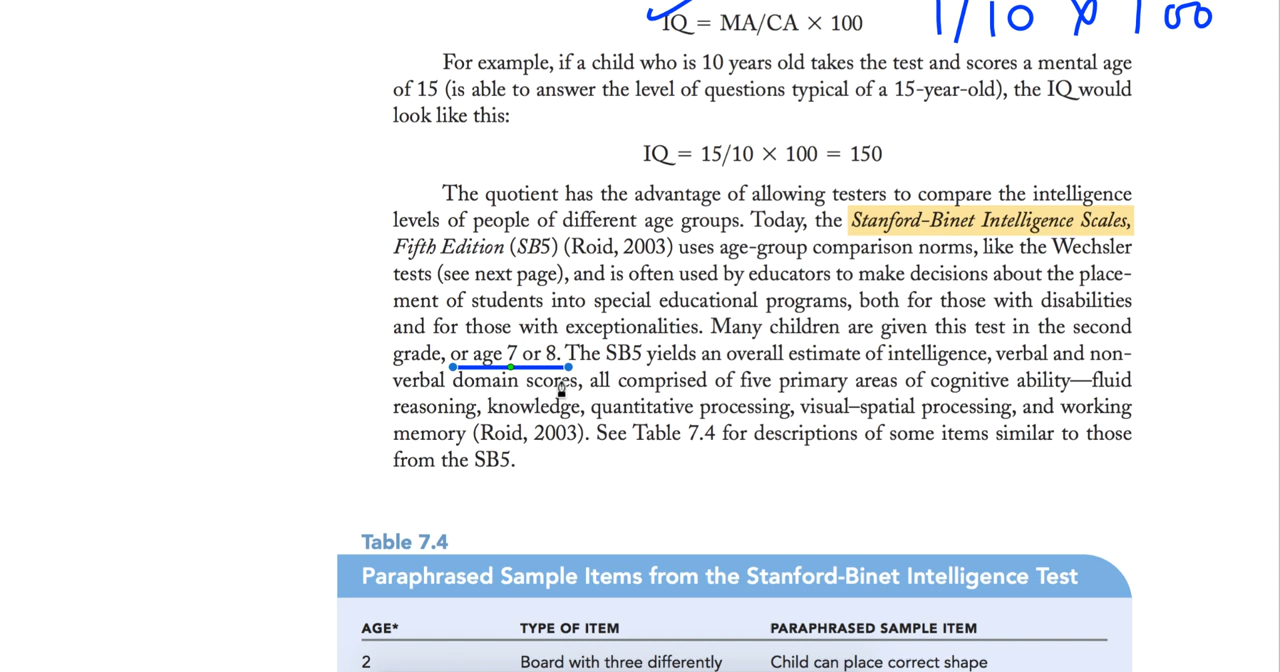 IQ = MA/CA × 100
1/10 × 100
For example, if a child who is 10 years old takes the test and scores a mental age
of 15 (is able to answer the level of questions typical of a 15-year-old), the IQ would
look like this:
IQ = 15/10 × 100 = 150
The quotient has the advantage of allowing testers to compare the intelligence
levels of people of different age groups. Today, the Stanford–Binet Intelligence Scales,
Fifth Edition (SB5) (Roid, 2003) uses age-group comparison norms, like the Wechsler
tests (see next page), and is often used by educators to make decisions about the place-
ment of students into special educational programs, both for those with disabilities
and for those with exceptionalities. Many children are given this test in the second
grade, or age 7 or 8. The SB5 yields an overall estimate of intelligence, verbal and non-
verbal domain scores, all comprised of five primary areas of cognitive ability—fluid
reasoning, knowledge, quantitative processing, visual–spatial processing, and working
memory (Roid, 2003). See Table 7.4 for descriptions of some items similar to those
from the SB5.
Table 7.4
Paraphrased Sample Items from the Stanford-Binet Intelligence Test
AGE* TYPE OF ITEM PARAPHRASED SAMPLE ITEM
2 Board with three differently Child can place correct shape